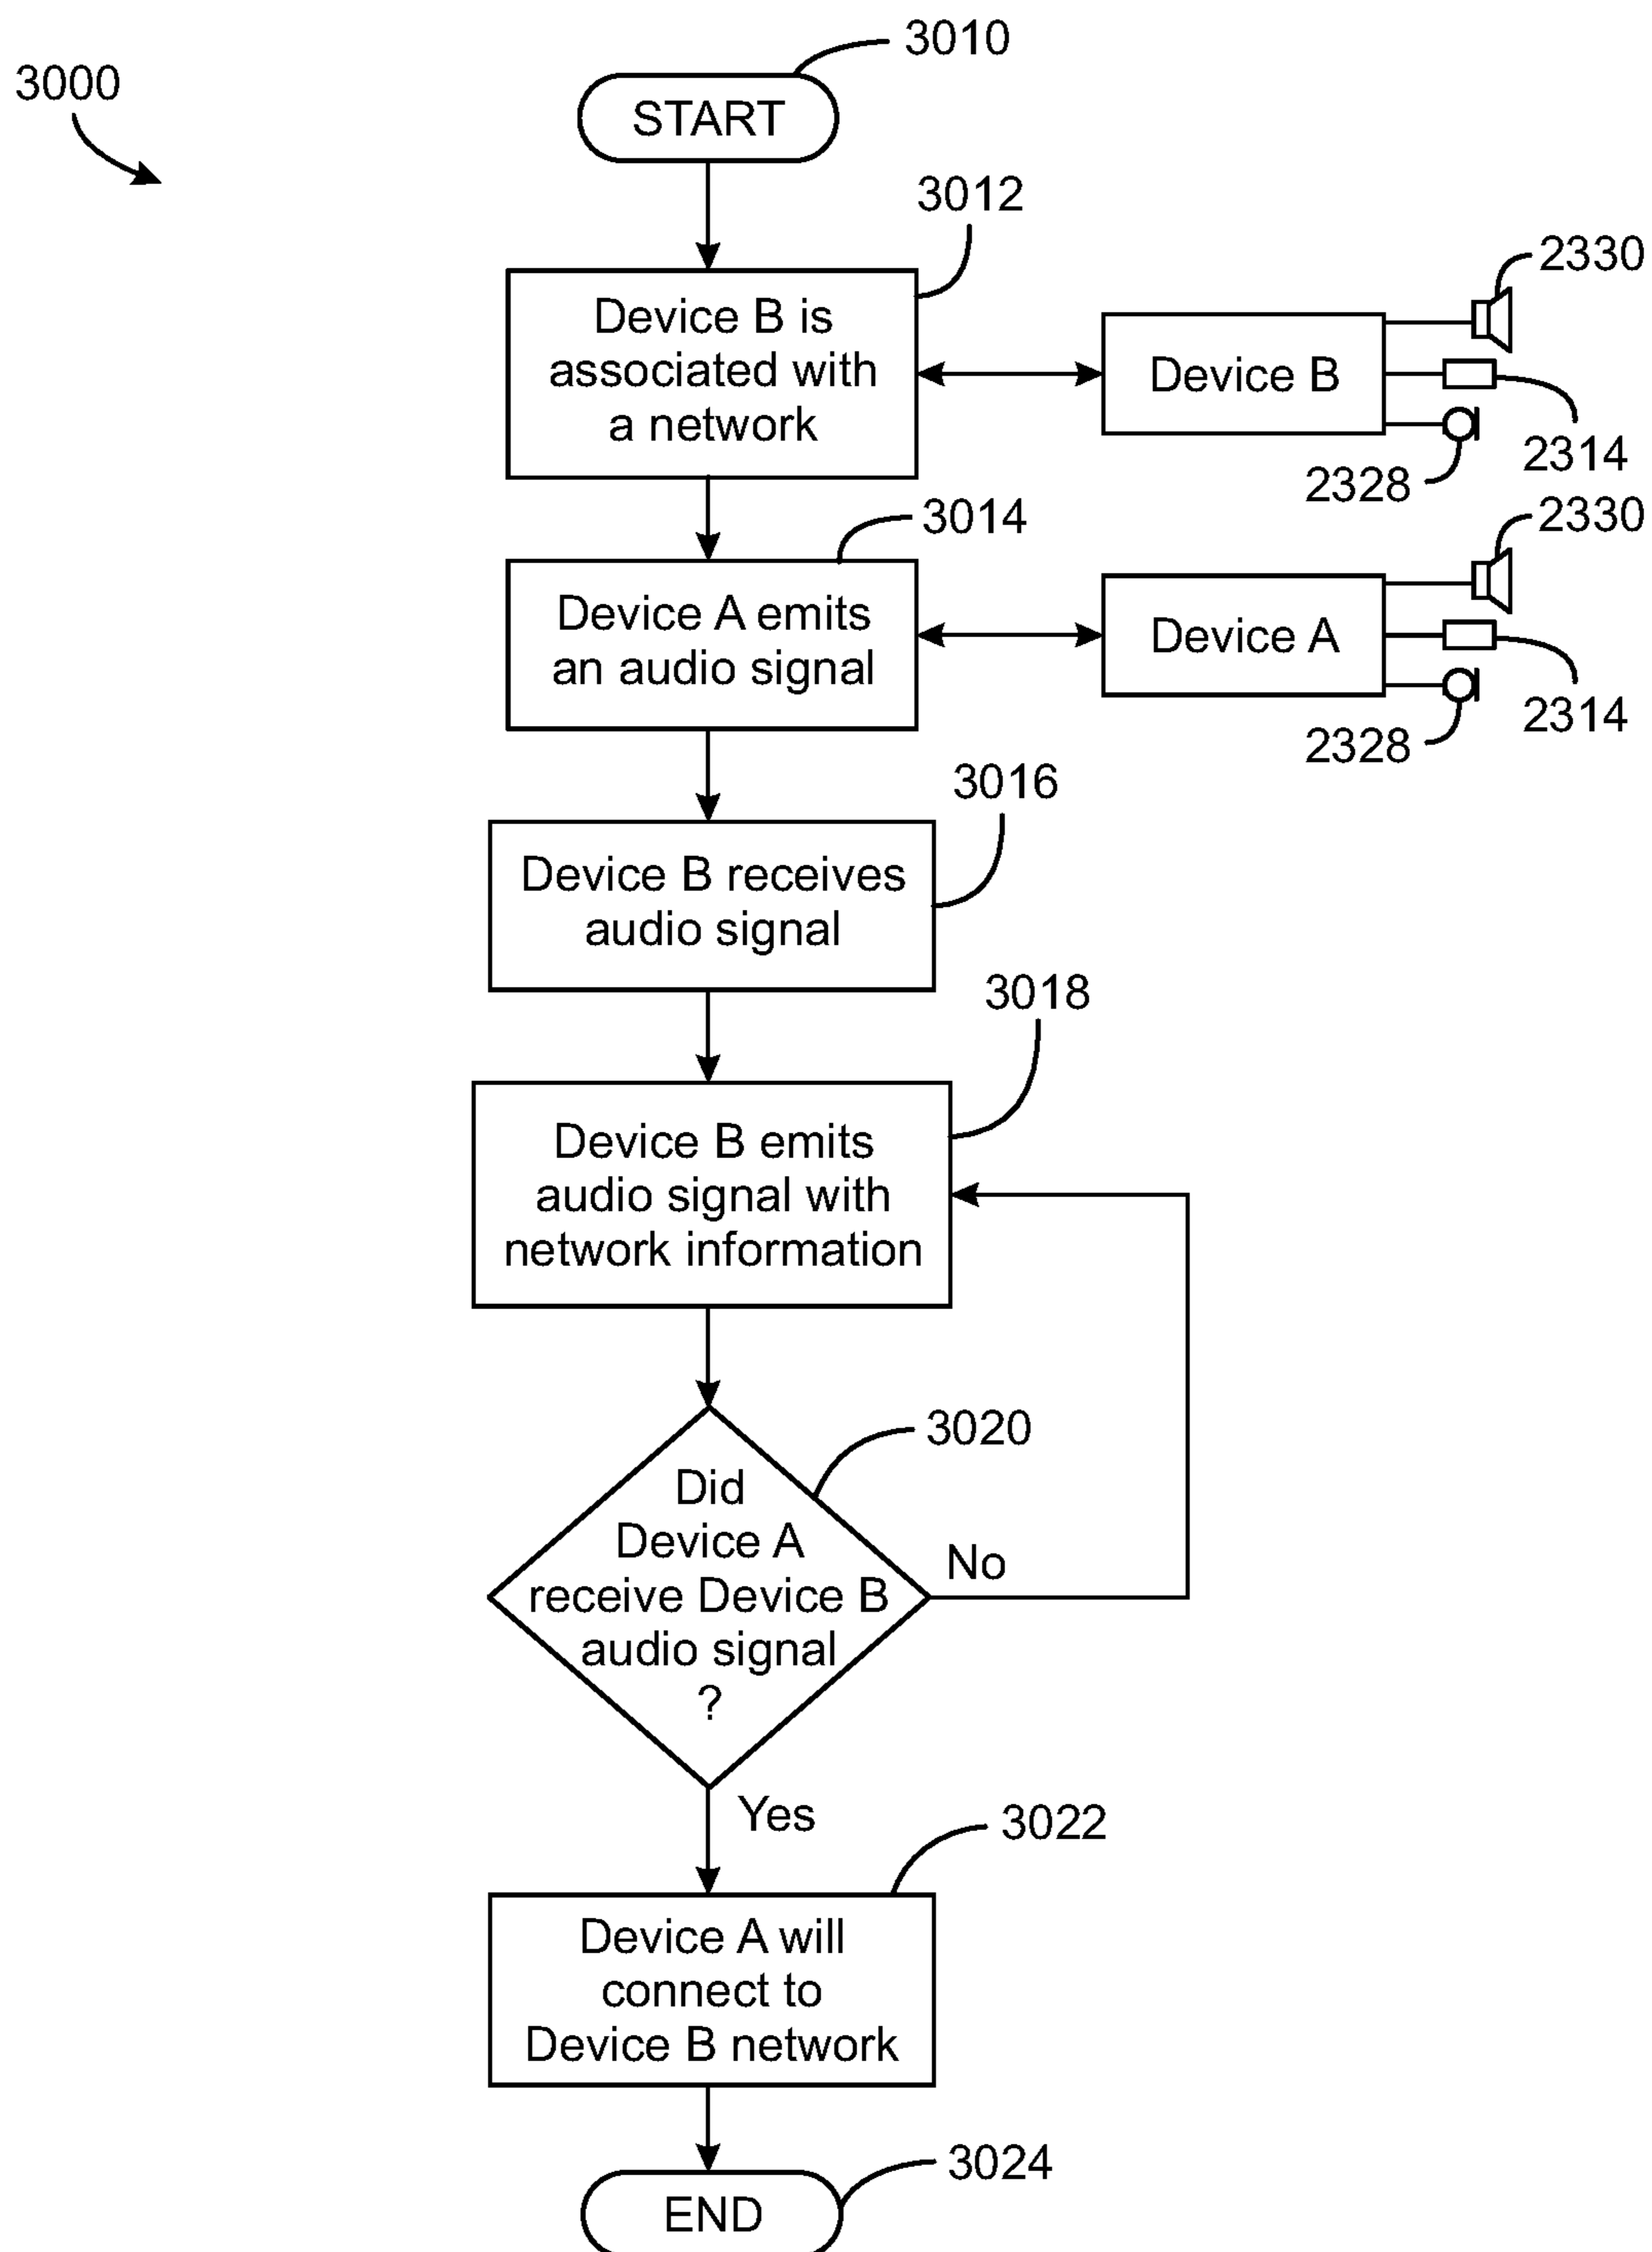 3010
3000
START
3012
2330
Device B is
associated with
a network
Device B
2314
2328
3014
2330
Device A emits
an audio signal
Device A
2314
2328
3016
Device B receives
audio signal
3018
Device B emits
audio signal with
network information
3020
Did
Device A
receive Device B
audio signal
?
No
Yes
3022
Device A will
connect to
Device B network
3024
END